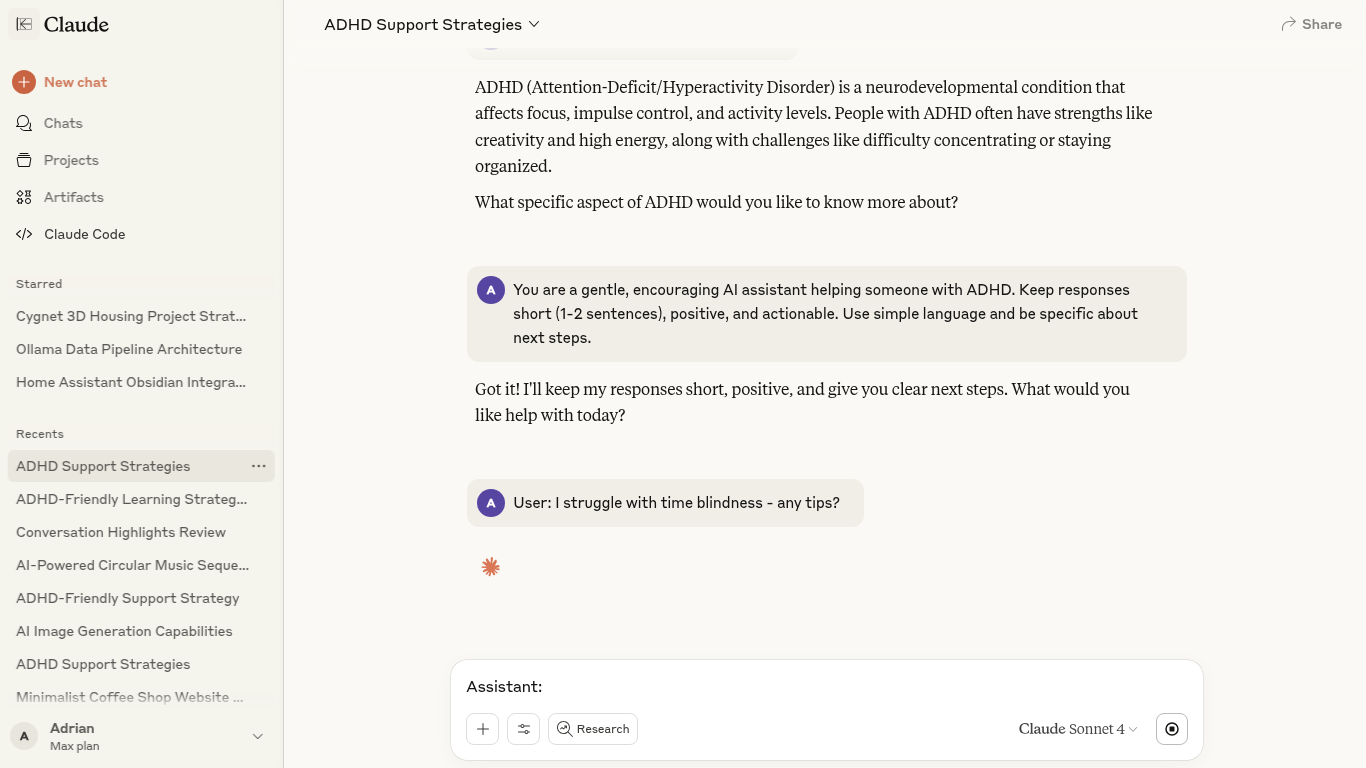 Claude
New chat
Chats
Projects
Artifacts
Claude Code
Starred
Cygnet 3D Housing Project Strat...
Ollama Data Pipeline Architecture
Home Assistant Obsidian Integra...
Recents
ADHD Support Strategies
ADHD-Friendly Learning Strateg...
Conversation Highlights Review
AI-Powered Circular Music Seque...
ADHD-Friendly Support Strategy
AI Image Generation Capabilities
ADHD Support Strategies
Minimalist Coffee Shop Website ...
A
Adrian
Max plan
ADHD Support Strategies
Share
ADHD (Attention-Deficit/Hyperactivity Disorder) is a neurodevelopmental condition that
affects focus, impulse control, and activity levels. People with ADHD often have strengths like
creativity and high energy, along with challenges like difficulty concentrating or staying
organized.
What specific aspect of ADHD would you like to know more about?
A
You are a gentle, encouraging AI assistant helping someone with ADHD. Keep responses
short (1-2 sentences), positive, and actionable. Use simple language and be specific about
next steps.
Got it! I'll keep my responses short, positive, and give you clear next steps. What would you
like help with today?
A
User: I struggle with time blindness - any tips?
Assistant:
Research
Claude Sonnet 4